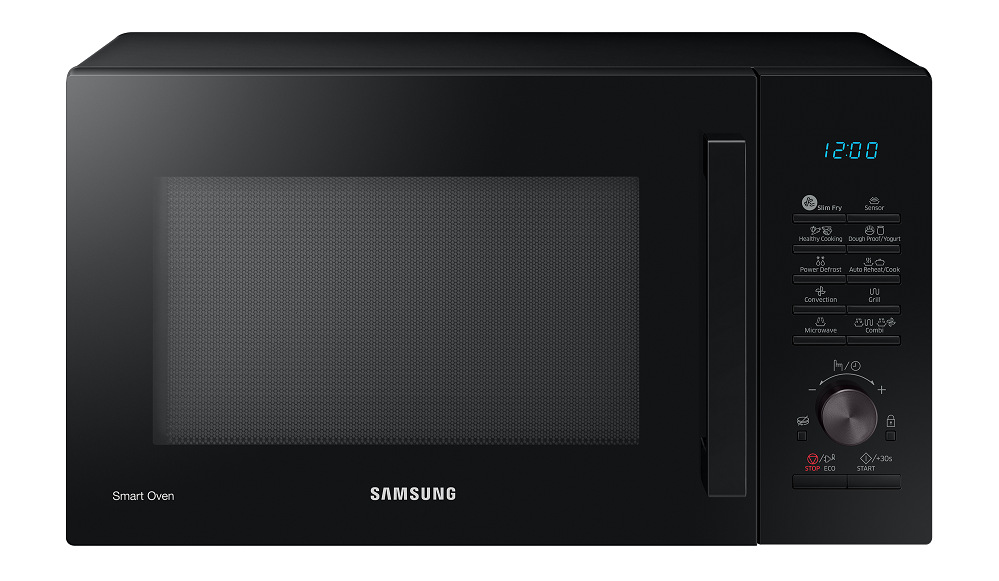 12:00
Slim Fry Sensor
Healthy Cooking Dough Proof/Yogurt
Power Defrost Auto Reheat/Cook
Convection Grill
Microwave Combi
− +
STOP / ECO /+30s START
Smart Oven
SAMSUNG